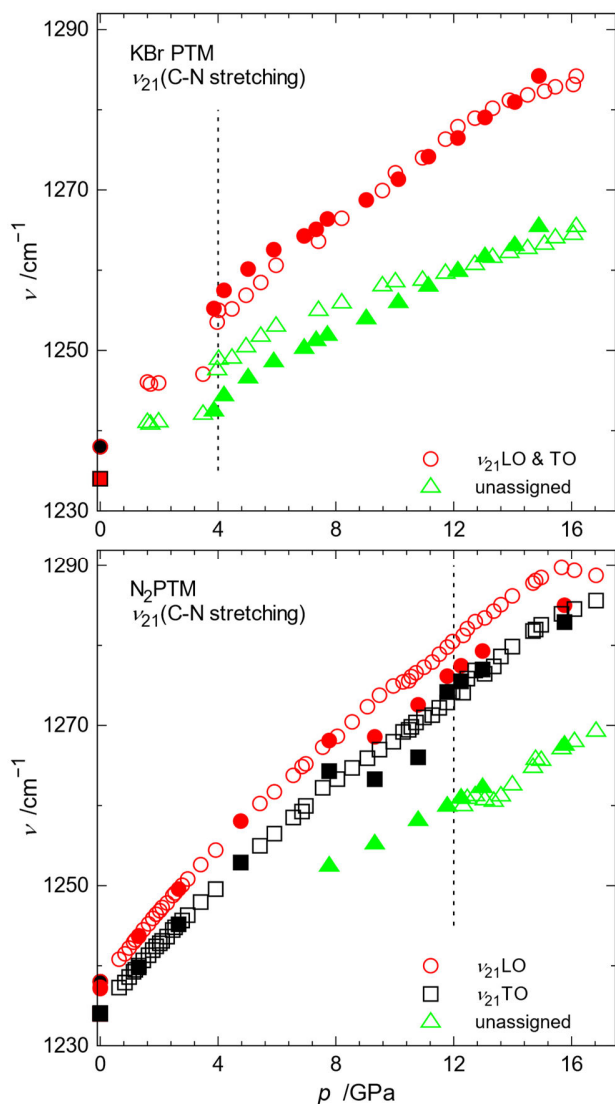 1290
KBr PTM
ν21(C-N stretching)
1270
ν /cm−1
1250
ν21LO & TO
unassigned
1230
0 4 8 12 16
1290
N2PTM
ν21(C-N stretching)
1270
ν /cm−1
1250
ν21LO
ν21TO
unassigned
1230
0 4 8 12 16
p /GPa